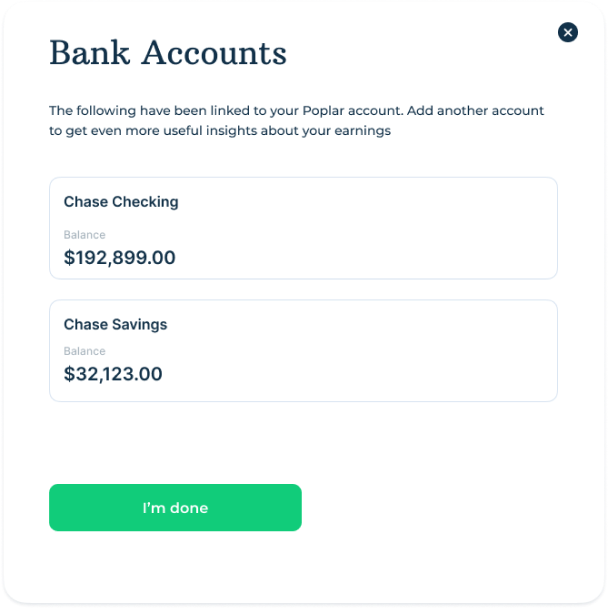 Bank Accounts
The following have been linked to your Poplar account. Add another account
to get even more useful insights about your earnings
Chase Checking
Balance
$192,899.00
Chase Savings
Balance
$32,123.00
I’m done